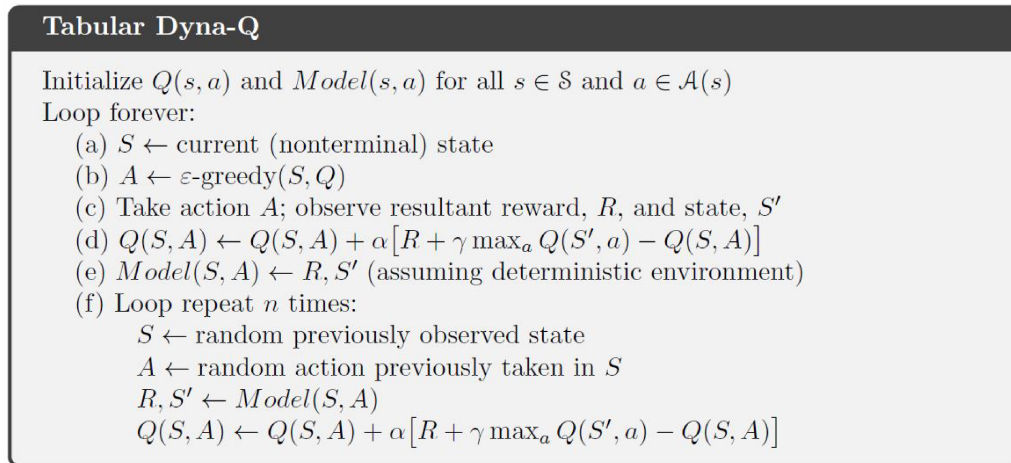 Tabular Dyna-Q
Initialize Q(s, a) and Model(s, a) for all s ∈ 𝒮 and a ∈ 𝒜(s)
Loop forever:
(a) S ← current (nonterminal) state
(b) A ← ε-greedy(S, Q)
(c) Take action A; observe resultant reward, R, and state, S′
(d) Q(S, A) ← Q(S, A) + α[R + γ maxₐ Q(S′, a) − Q(S, A)]
(e) Model(S, A) ← R, S′ (assuming deterministic environment)
(f) Loop repeat n times:
S ← random previously observed state
A ← random action previously taken in S
R, S′ ← Model(S, A)
Q(S, A) ← Q(S, A) + α[R + γ maxₐ Q(S′, a) − Q(S, A)]